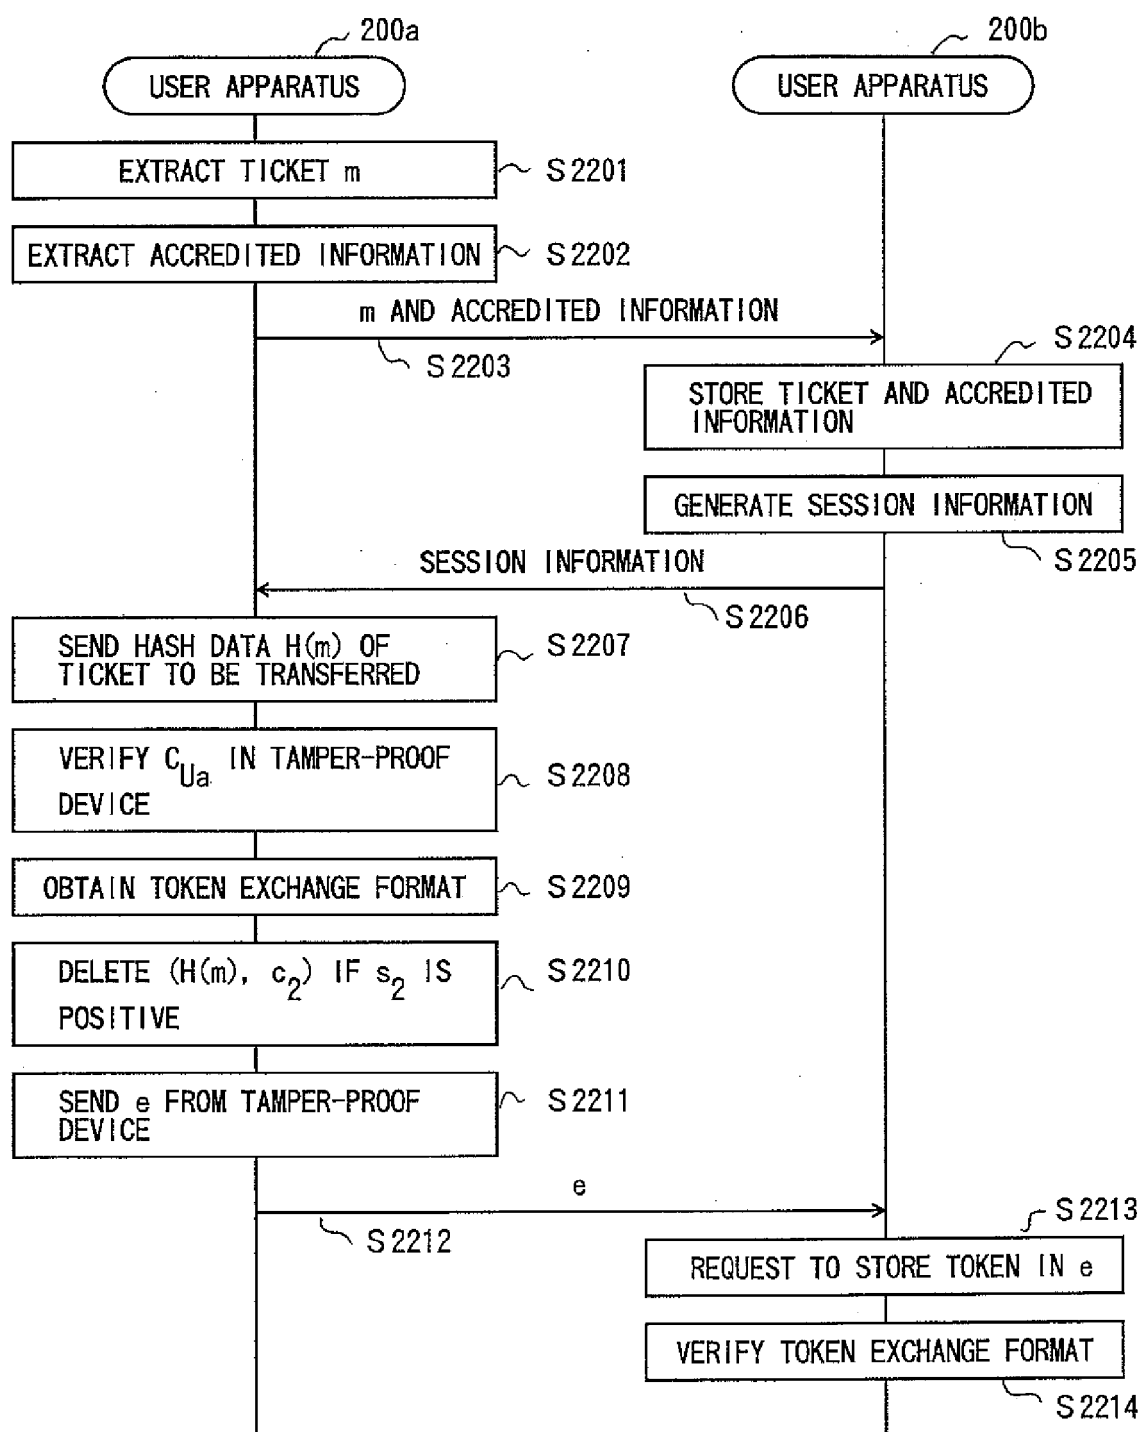 200a
200b
USER APPARATUS
USER APPARATUS
EXTRACT TICKET m
S2201
EXTRACT ACCREDITED INFORMATION
S2202
m AND ACCREDITED INFORMATION
S2203
S2204
STORE TICKET AND ACCREDITED
INFORMATION
GENERATE SESSION INFORMATION
S2205
SESSION INFORMATION
S2206
SEND HASH DATA H(m) OF
TICKET TO BE TRANSFERRED
S2207
VERIFY C_Ua IN TAMPER-PROOF
DEVICE
S2208
OBTAIN TOKEN EXCHANGE FORMAT
S2209
DELETE (H(m), c₂) IF s₂ IS
POSITIVE
S2210
SEND e FROM TAMPER-PROOF
DEVICE
S2211
e
S2212
S2213
REQUEST TO STORE TOKEN IN e
VERIFY TOKEN EXCHANGE FORMAT
S2214